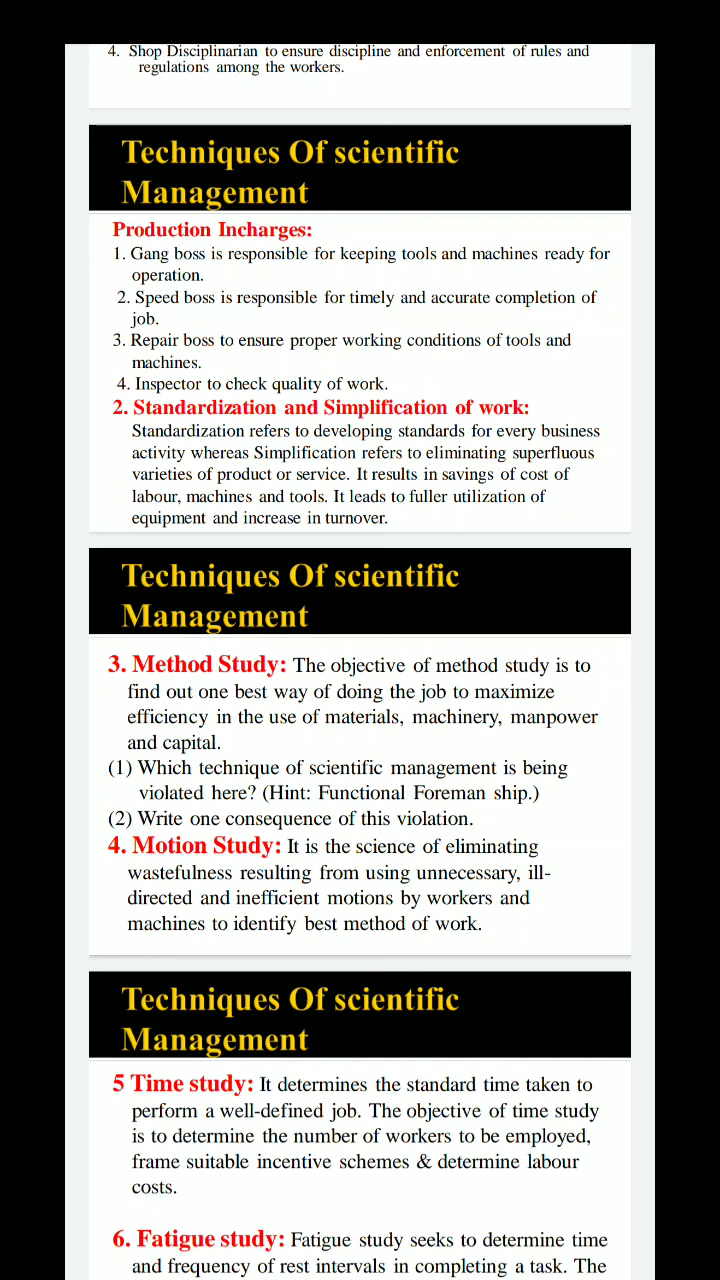 4. Shop Disciplinarian to ensure discipline and enforcement of rules and
regulations among the workers.
Techniques Of scientific
Management
Production Incharges:
1. Gang boss is responsible for keeping tools and machines ready for
operation.
2. Speed boss is responsible for timely and accurate completion of
job.
3. Repair boss to ensure proper working conditions of tools and
machines.
4. Inspector to check quality of work.
2. Standardization and Simplification of work:
Standardization refers to developing standards for every business
activity whereas Simplification refers to eliminating superfluous
varieties of product or service. It results in savings of cost of
labour, machines and tools. It leads to fuller utilization of
equipment and increase in turnover.
Techniques Of scientific
Management
3. Method Study: The objective of method study is to
find out one best way of doing the job to maximize
efficiency in the use of materials, machinery, manpower
and capital.
(1) Which technique of scientific management is being
violated here? (Hint: Functional Foreman ship.)
(2) Write one consequence of this violation.
4. Motion Study: It is the science of eliminating
wastefulness resulting from using unnecessary, ill-
directed and inefficient motions by workers and
machines to identify best method of work.
Techniques Of scientific
Management
5 Time study: It determines the standard time taken to
perform a well-defined job. The objective of time study
is to determine the number of workers to be employed,
frame suitable incentive schemes & determine labour
costs.
6. Fatigue study: Fatigue study seeks to determine time
and frequency of rest intervals in completing a task. The